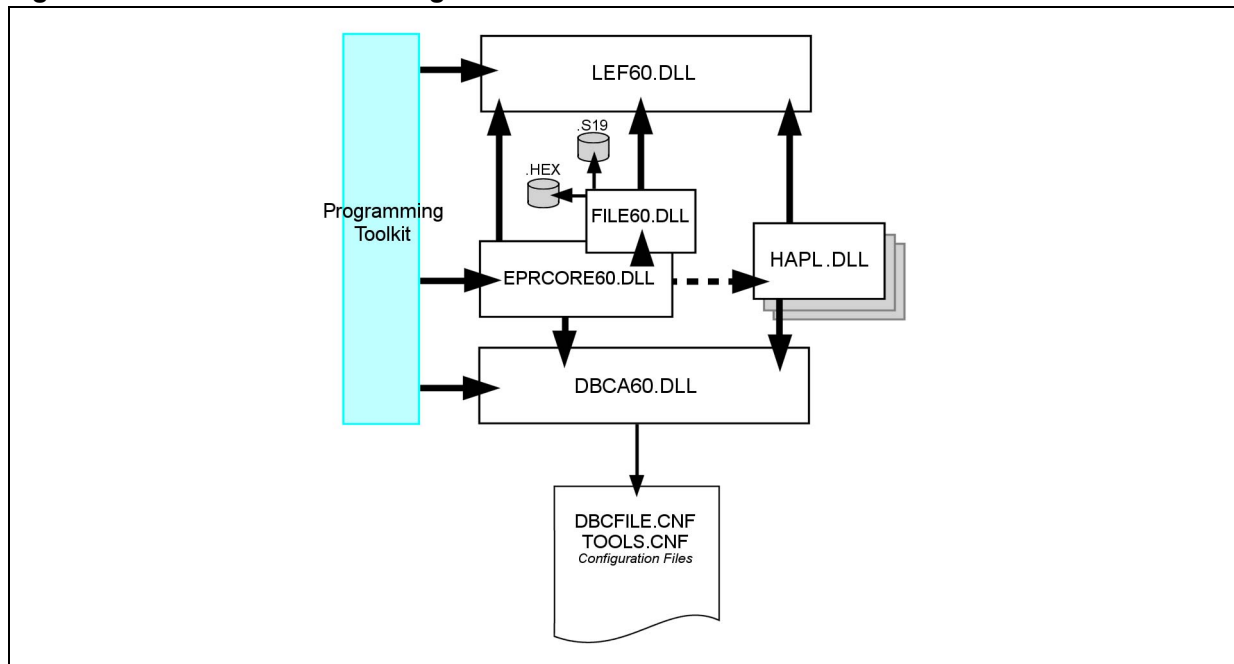 LEF60.DLL
.S19
.HEX
Programming
Toolkit
FILE60.DLL
EPRCORE60.DLL
HAPL.DLL
DBCA60.DLL
DBCFILE.CNF
TOOLS.CNF
Configuration Files